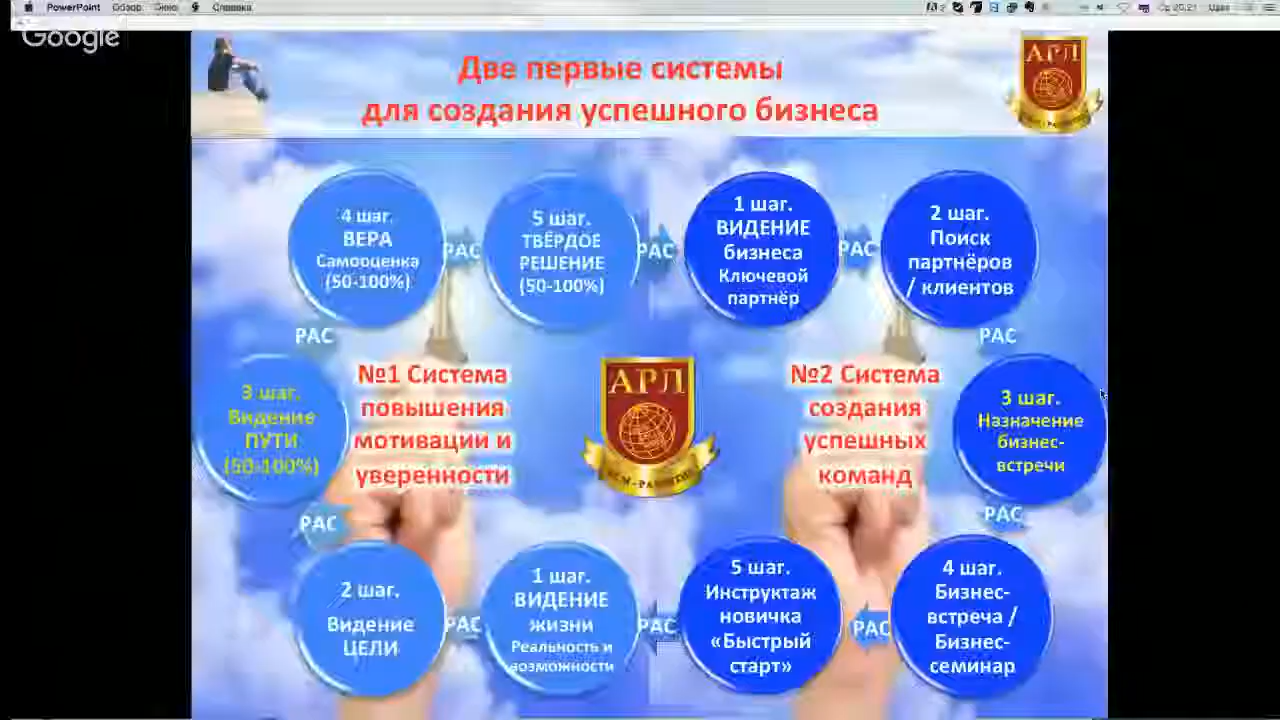 PowerPoint Обзор Окно Справка
Google
Две первые системы
для создания успешного бизнеса
АРЛ
4 шаг.
ВЕРА
Самооценка
(50-100%)
РАС
5 шаг.
ТВЁРДОЕ
РЕШЕНИЕ
(50-100%)
РАС
1 шаг.
ВИДЕНИЕ
бизнеса
Ключевой
партнёр
РАС
2 шаг.
Поиск
партнёров
/ клиентов
РАС
РАС
3 шаг.
Видение
ПУТИ
(50-100%)
№1 Система
повышения
мотивации и
уверенности
АРЛ
№2 Система
создания
успешных
команд
3 шаг.
Назначение
бизнес-
встречи
РАС
РАС
2 шаг.
Видение
ЦЕЛИ
РАС
1 шаг.
ВИДЕНИЕ
жизни
Реальность и
возможности
РАС
5 шаг.
Инструктаж
новичка
«Быстрый
старт»
РАС
4 шаг.
Бизнес-
встреча /
Бизнес-
семинар